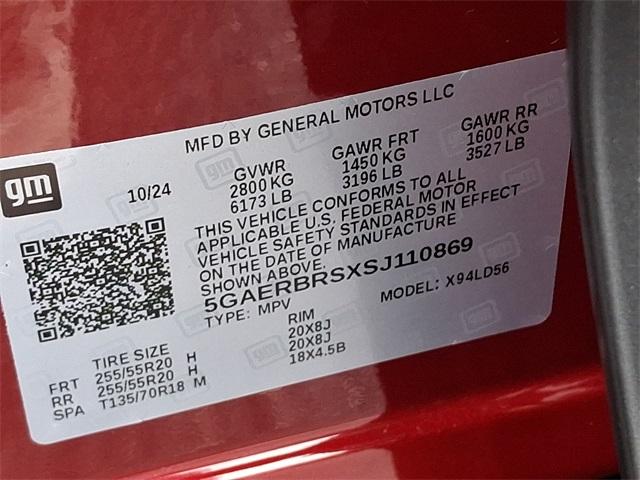 MFD BY GENERAL MOTORS LLC
gm
10/24
GVWR GAWR FRT GAWR RR
2800 KG 1450 KG 1600 KG
6173 LB 3196 LB 3527 LB
THIS VEHICLE CONFORMS TO ALL
APPLICABLE U.S. FEDERAL MOTOR
VEHICLE SAFETY STANDARDS IN EFFECT
ON THE DATE OF MANUFACTURE
SHOWN ABOVE.
5GAERBRSXSJ110869
TYPE: MPV MODEL: X94LD56
TIRE SIZE RIM
FRT 255/55R20 H 20X8J
RR 255/55R20 H 20X8J
SPA T135/70R18 M 18X4.5B